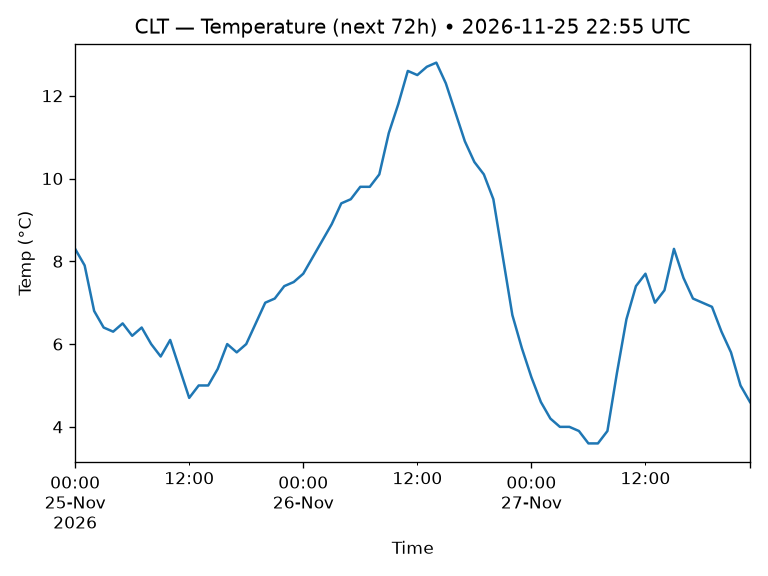 CLT — Temperature (next 72h) • 2026-11-25 22:55 UTC
Temp (°C)
12
10
8
6
4
00:00 12:00 00:00 12:00 00:00 12:00
25-Nov 26-Nov 27-Nov
2026
Time